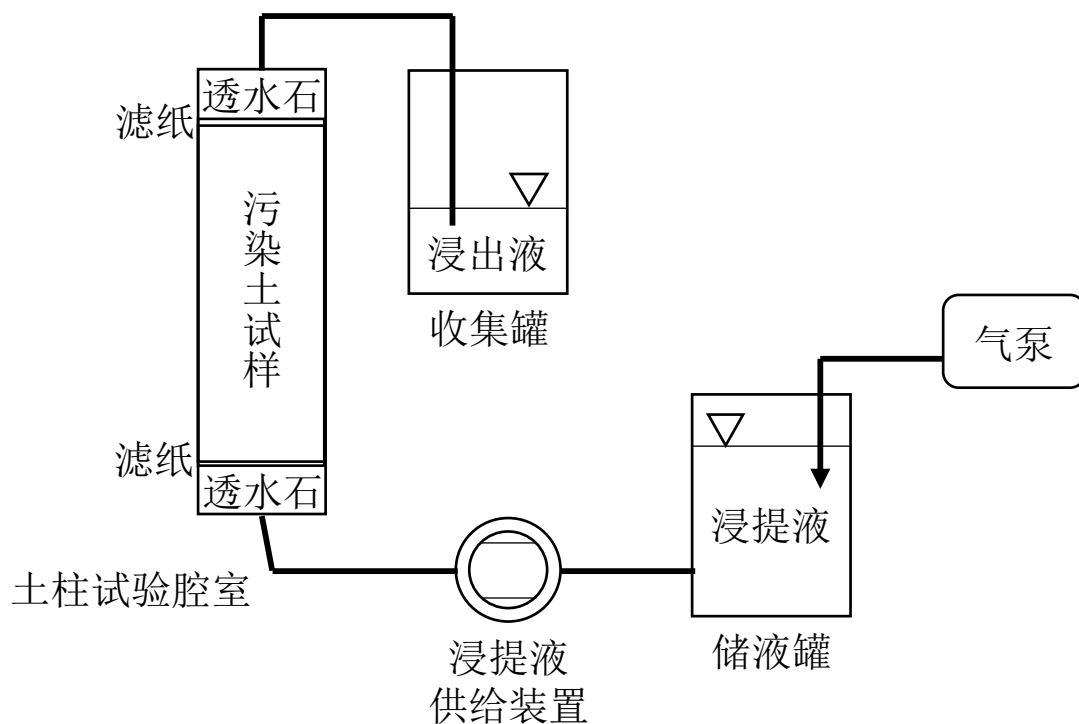 透水石
滤纸
污染土试样
浸出液
收集罐
气泵
滤纸
透水石
浸提液
土柱试验腔室
浸提液
供给装置
储液罐